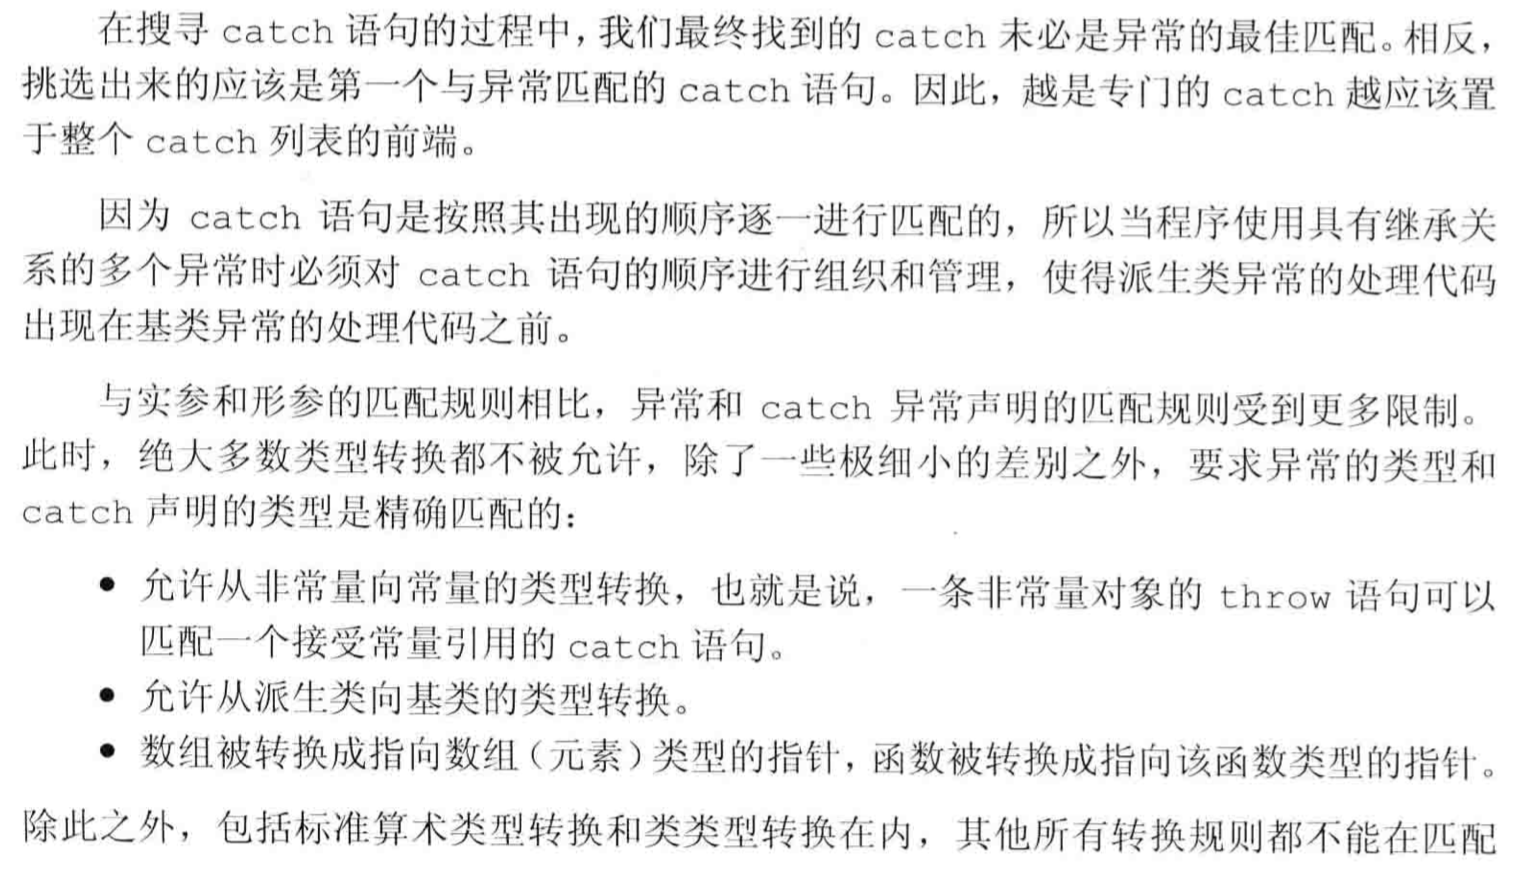 在搜寻 catch 语句的过程中，我们最终找到的 catch 未必是异常的最佳匹配。相反，
挑选出来的应该是第一个与异常匹配的 catch 语句。因此，越是专门的 catch 越应该置
于整个 catch 列表的前端。
因为 catch 语句是按照其出现的顺序逐一进行匹配的，所以当程序使用具有继承关
系的多个异常时必须对 catch 语句的顺序进行组织和管理，使得派生类异常的处理代码
出现在基类异常的处理代码之前。
与实参和形参的匹配规则相比，异常和 catch 异常声明的匹配规则受到更多限制。
此时，绝大多数类型转换都不被允许，除了一些极细小的差别之外，要求异常的类型和
catch 声明的类型是精确匹配的：
● 允许从非常量向常量的类型转换，也就是说，一条非常量对象的 throw 语句可以
匹配一个接受常量引用的 catch 语句。
● 允许从派生类向基类的类型转换。
● 数组被转换成指向数组（元素）类型的指针，函数被转换成指向该函数类型的指针。
除此之外，包括标准算术类型转换和类类型转换在内，其他所有转换规则都不能在匹配